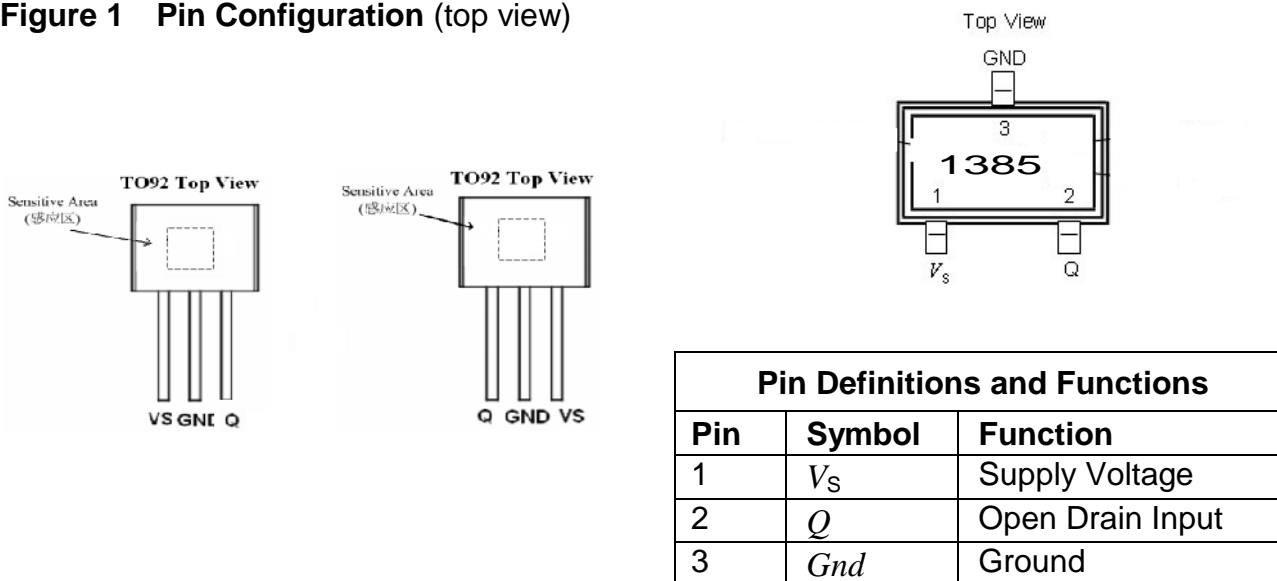 Figure 1 Pin Configuration (top view)
TO92 Top View
Sensitive Area
(感应区)
VS GND Q
TO92 Top View
Sensitive Area
(感应区)
Q GND VS
Top View
GND
3
1385
1 2
VS Q
Pin Definitions and Functions
Pin Symbol Function
1 VS Supply Voltage
2 Q Open Drain Input
3 Gnd Ground